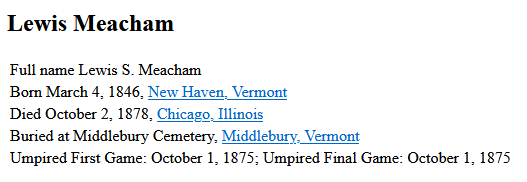 Lewis Meacham
Full name Lewis S. Meacham
Born March 4, 1846, New Haven, Vermont
Died October 2, 1878, Chicago, Illinois
Buried at Middlebury Cemetery, Middlebury, Vermont
Umpired First Game: October 1, 1875; Umpired Final Game: October 1, 1875